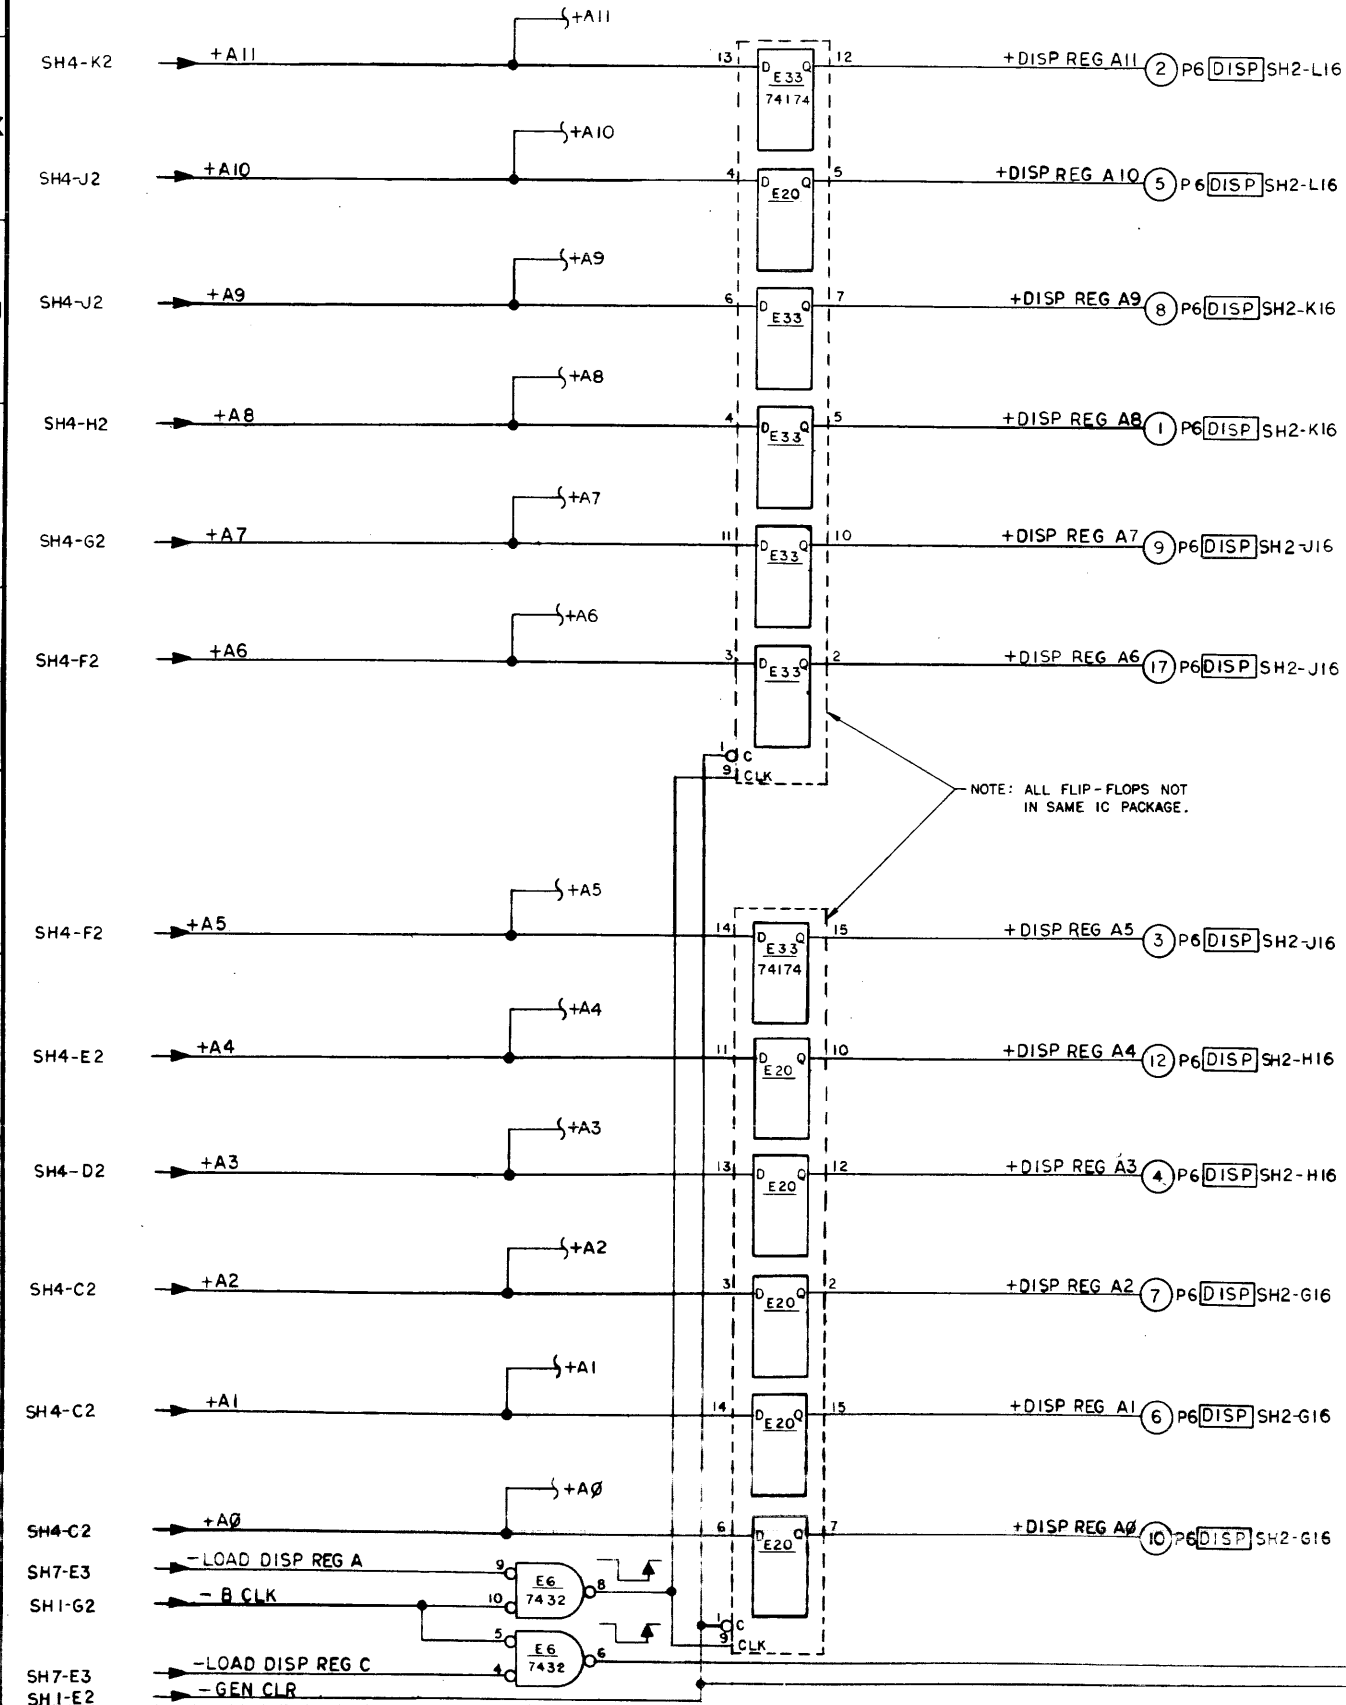 +A11
SH4-K2 +A11 13 D Q 12 +DISP REG A11 2 P6 DISP SH2-L16
E33
74174
+A10
SH4-J2 +A10 4 D Q 5 +DISP REG A10 5 P6 DISP SH2-L16
E20
+A9
SH4-J2 +A9 6 D Q 7 +DISP REG A9 8 P6 DISP SH2-K16
E33
+A8
SH4-H2 +A8 4 D Q 5 +DISP REG A8 1 P6 DISP SH2-K16
E33
+A7
SH4-G2 +A7 11 D Q 10 +DISP REG A7 9 P6 DISP SH2-J16
E33
+A6
SH4-F2 +A6 3 D Q 2 +DISP REG A6 17 P6 DISP SH2-J16
E33
1 C
9 CLK
NOTE: ALL FLIP-FLOPS NOT
IN SAME IC PACKAGE.
+A5
SH4-F2 +A5 14 D Q 15 +DISP REG A5 3 P6 DISP SH2-J16
E33
74174
+A4
SH4-E2 +A4 11 D Q 10 +DISP REG A4 12 P6 DISP SH2-H16
E20
+A3
SH4-D2 +A3 13 D Q 12 +DISP REG A3 4 P6 DISP SH2-H16
E20
+A2
SH4-C2 +A2 3 D Q 2 +DISP REG A2 7 P6 DISP SH2-G16
E20
+A1
SH4-C2 +A1 14 D Q 15 +DISP REG A1 6 P6 DISP SH2-G16
E20
+AØ
SH4-C2 +AØ 6 D Q 7 +DISP REG AØ 10 P6 DISP SH2-G16
E20
SH7-E3 -LOAD DISP REG A 9
E6 8
7432
SH1-G2 - B CLK 10
1 C
5
9 CLK
E6 6
7432
SH7-E3 -LOAD DISP REG C 4
SH1-E2 -GEN CLR